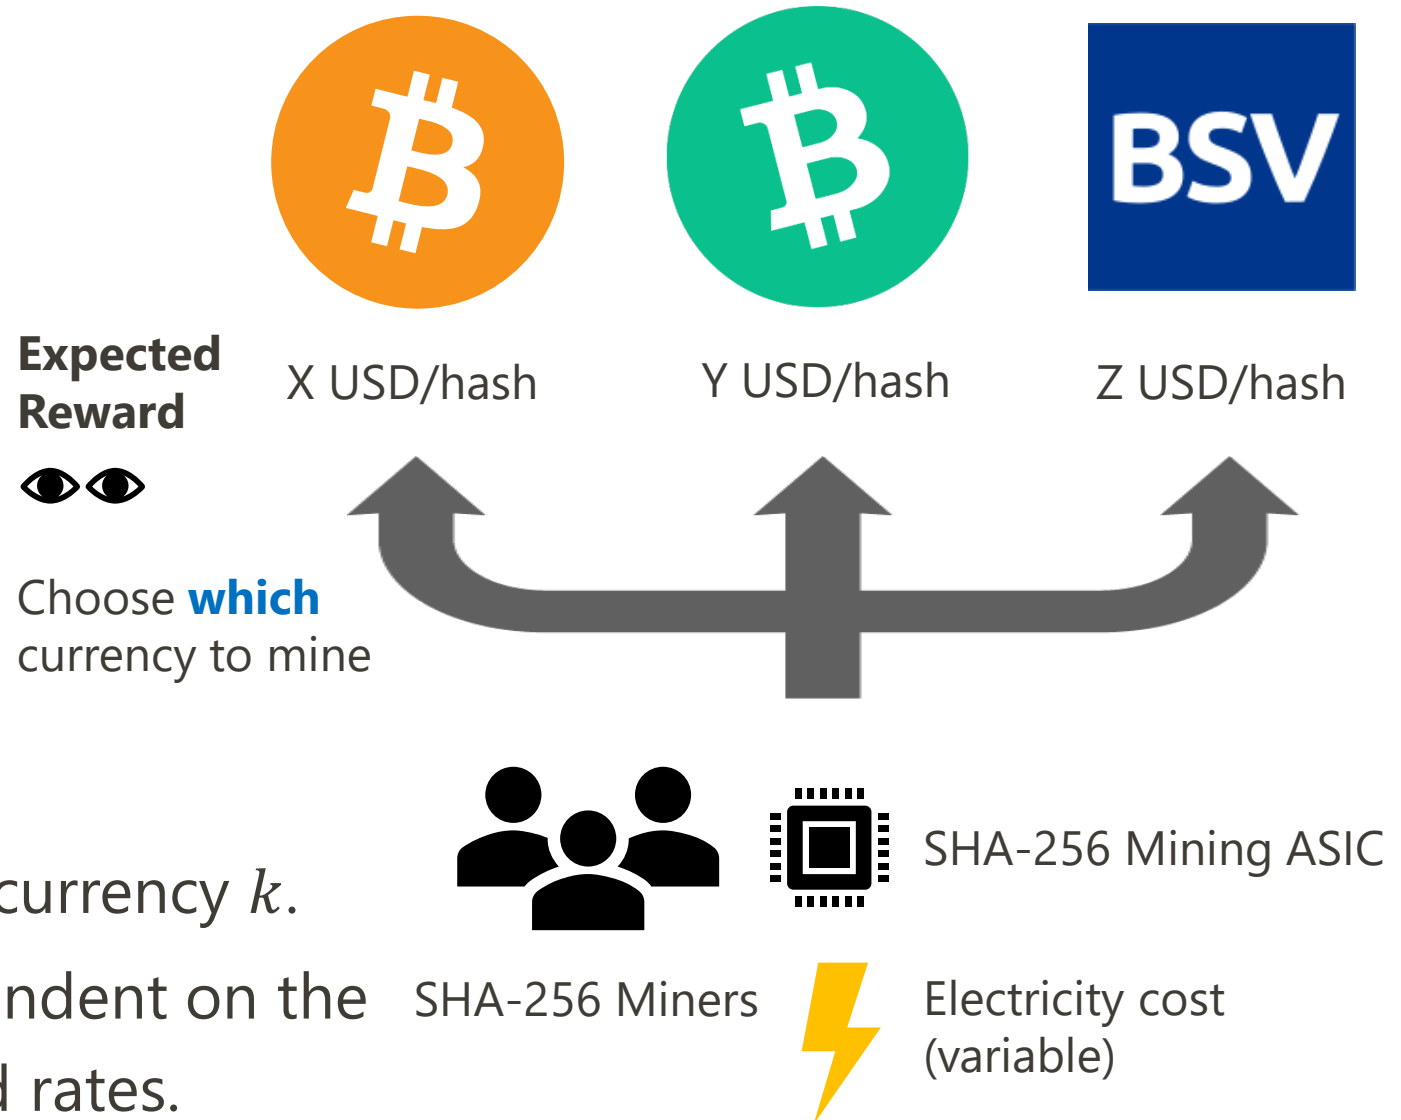 BSV
Expected
Reward
X USD/hash
Y USD/hash
Z USD/hash
Choose which
currency to mine
SHA-256 Mining ASIC
currency k.
ndent on the
SHA-256 Miners
Electricity cost
(variable)
rates.